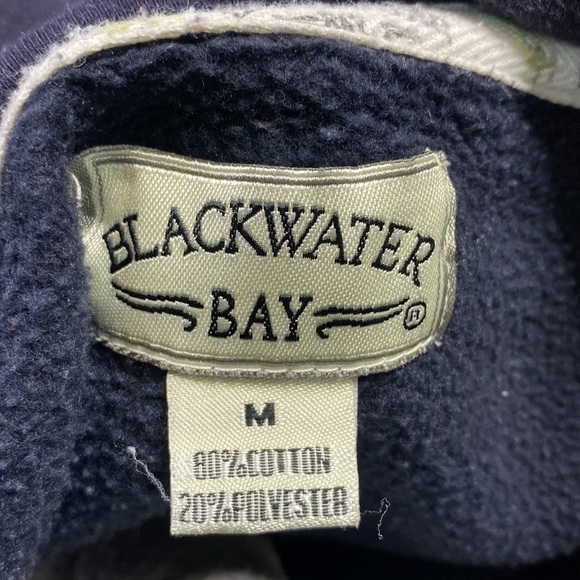 BLACKWATER
BAY ®
M
80%COTTON
20%POLYESTER